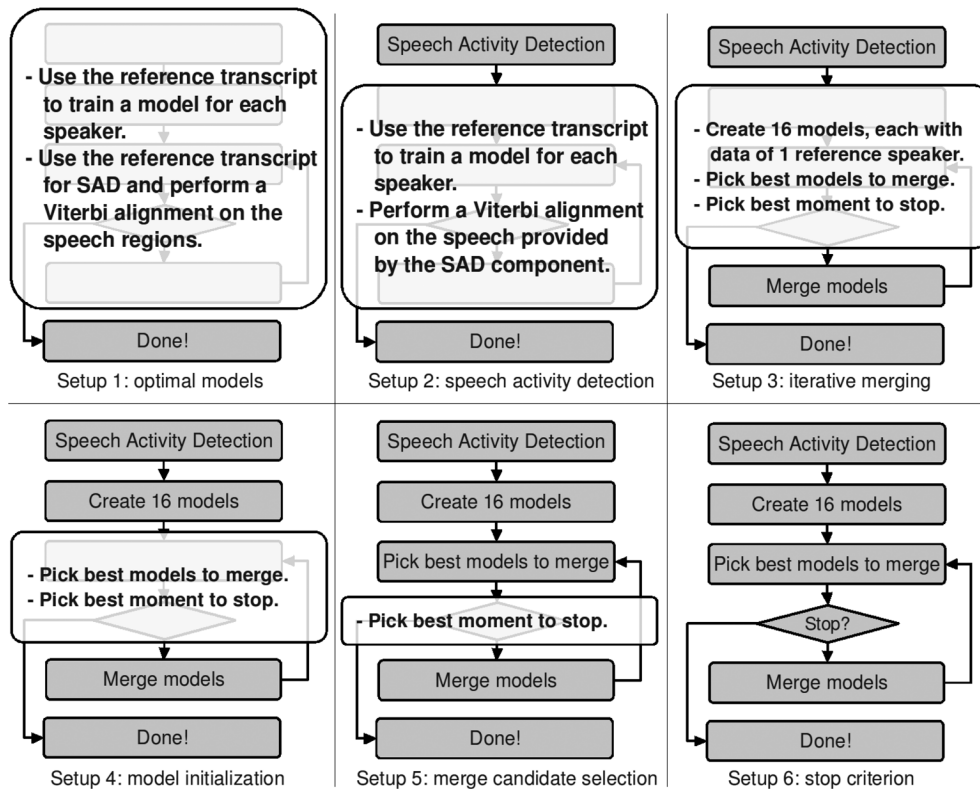 - Use the reference transcript
to train a model for each
speaker.
- Use the reference transcript
for SAD and perform a
Viterbi alignment on the
speech regions.
Done!
Setup 1: optimal models
Speech Activity Detection
- Use the reference transcript
to train a model for each
speaker.
- Perform a Viterbi alignment
on the speech provided
by the SAD component.
Done!
Setup 2: speech activity detection
Speech Activity Detection
- Create 16 models, each with
data of 1 reference speaker.
- Pick best models to merge.
- Pick best moment to stop.
Merge models
Done!
Setup 3: iterative merging
Speech Activity Detection
Create 16 models
- Pick best models to merge.
- Pick best moment to stop.
Merge models
Done!
Setup 4: model initialization
Speech Activity Detection
Create 16 models
Pick best models to merge
- Pick best moment to stop.
Merge models
Done!
Setup 5: merge candidate selection
Speech Activity Detection
Create 16 models
Pick best models to merge
Stop?
Merge models
Done!
Setup 6: stop criterion